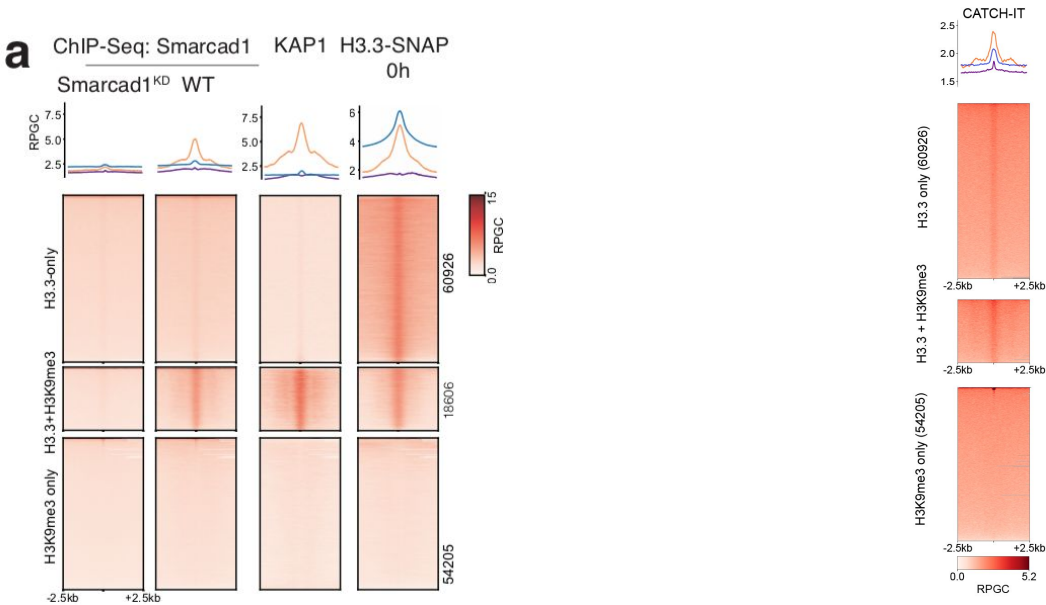 a
ChIP-Seq: Smarcad1
Smarcad1KD WT
KAP1
H3.3-SNAP
0h
RPGC
7.5
5.0
2.5
7.5
5.0
2.5
6
4
2
H3.3-only
60926
15
0.0
RPGC
H3.3+H3K9me3
18606
H3K9me3 only
54205
-2.5kb
+2.5kb
CATCH-IT
2.5
2.0
1.5
H3.3 only (60926)
-2.5kb
+2.5kb
H3.3 + H3K9me3
-2.5kb
+2.5kb
H3K9me3 only (54205)
-2.5kb
+2.5kb
0.0
5.2
RPGC